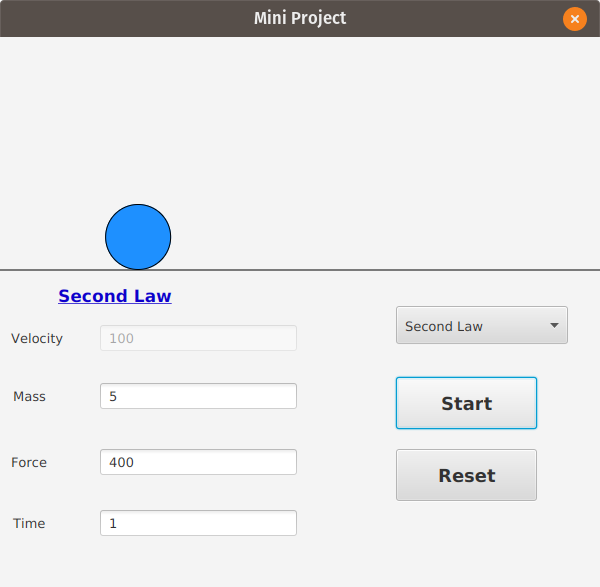 Mini Project
Second Law
Velocity 100
Second Law
Mass 5
Start
Force 400
Reset
Time 1